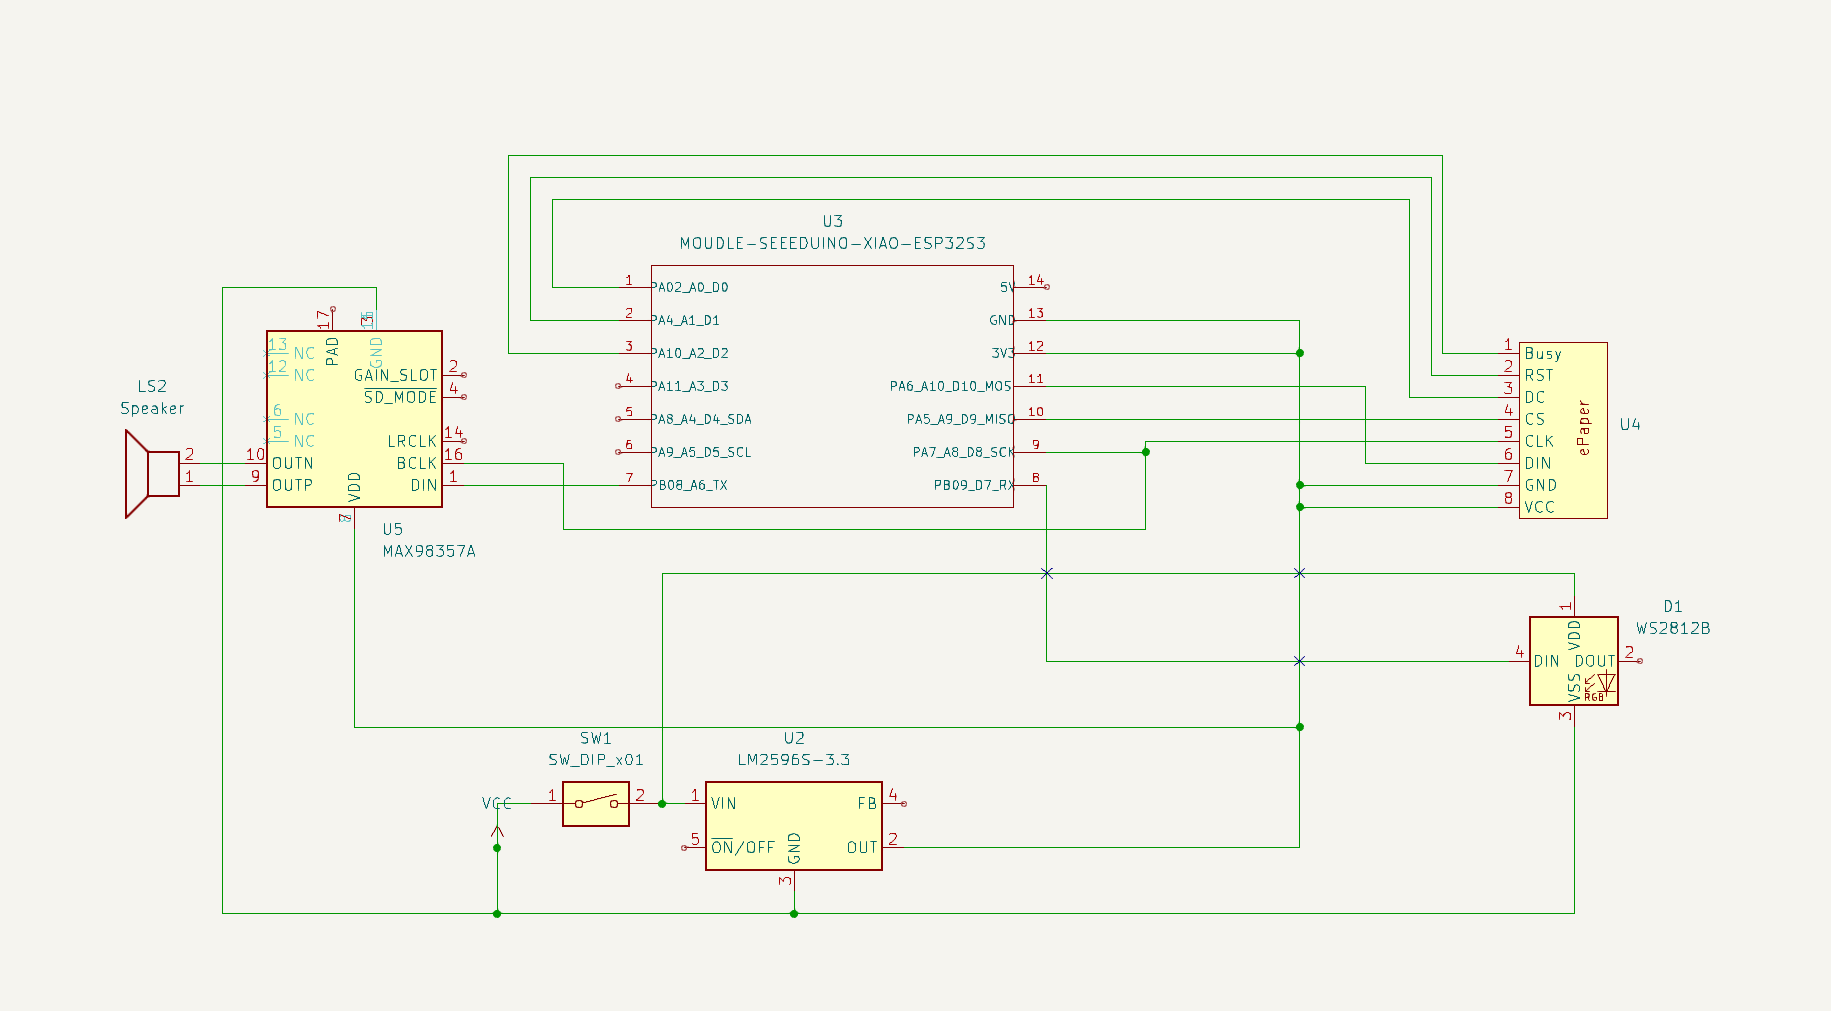 U3
MOUDLE-SEEEDUINO-XIAO-ESP32S3
1 PA02_A0_D0
2 PA4_A1_D1
3 PA10_A2_D2
4 PA11_A3_D3
5 PA8_A4_D4_SDA
6 PA9_A5_D5_SCL
7 PB08_A6_TX
5V 14
GND 13
3V3 12
PA6_A10_D10_MOS 11
PA5_A9_D9_MISO 10
PA7_A8_D8_SCK 9
PB09_D7_RX 8
LS2
Speaker
2
1
17 PAD
GND
13 NC
12 NC
6 NC
5 NC
10 OUTN
9 OUTP
GAIN_SLOT 2
SD_MODE 4
LRCLK 14
BCLK 16
DIN 1
VDD
U5
MAX98357A
1 Busy
2 RST
3 DC
4 CS
5 CLK
6 DIN
7 GND
8 VCC
ePaper
U4
D1
WS2812B
1 VDD
4 DIN
DOUT 2
VSS 3
RGB
SW1
SW_DIP_x01
VCC
1
2
U2
LM2596S-3.3
1 VIN
5 ON/OFF
FB 4
OUT 2
GND 3